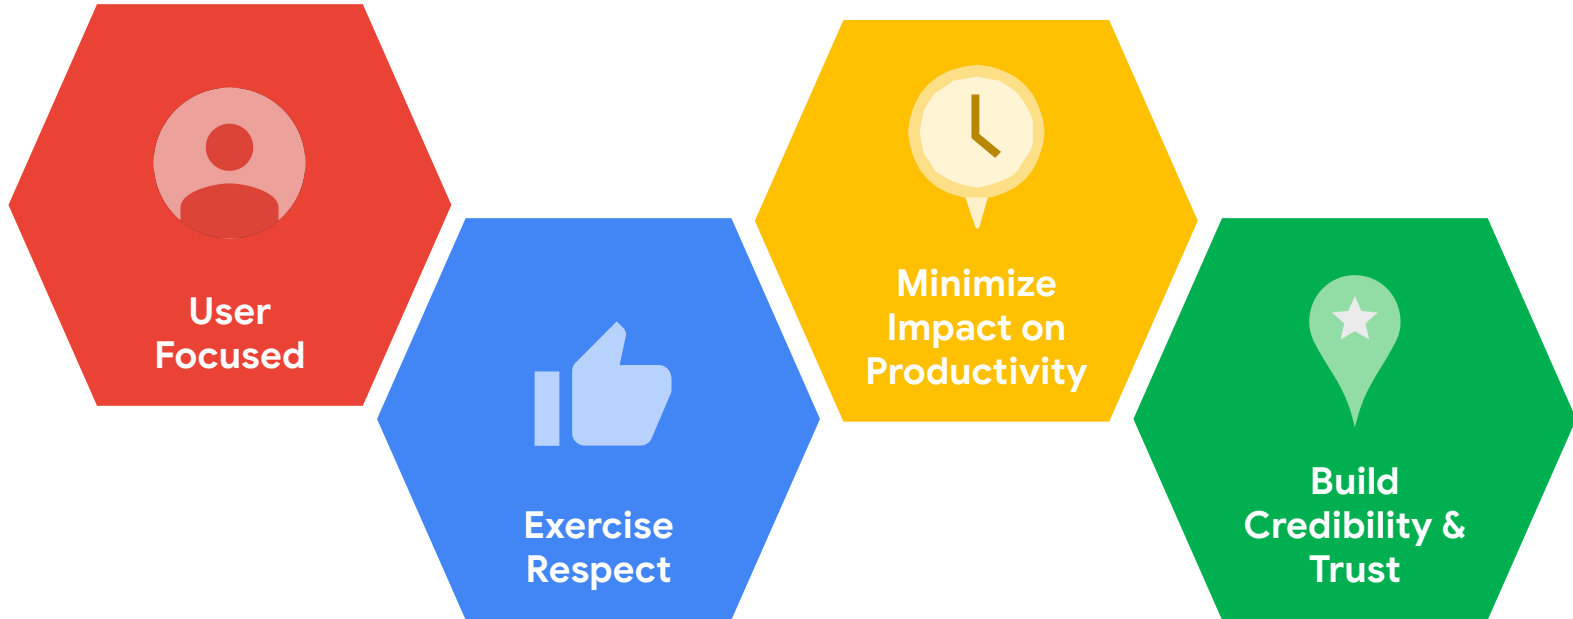 User
Focused
Exercise
Respect
Minimize
Impact on
Productivity
Build
Credibility &
Trust